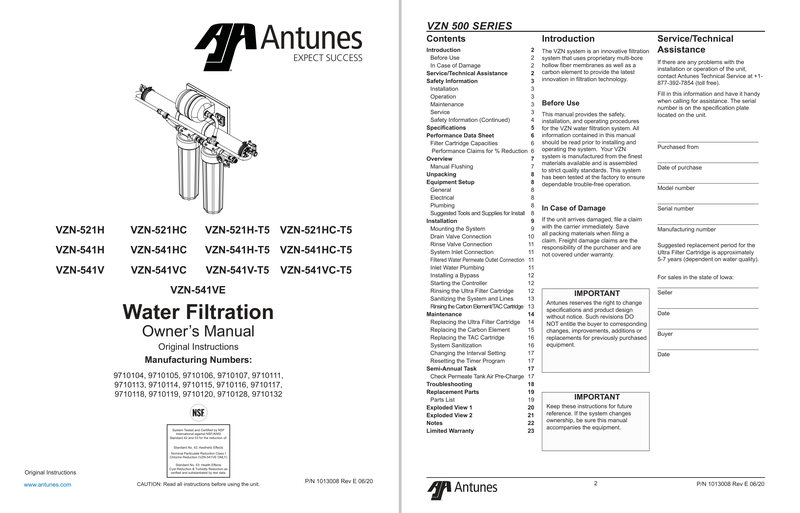 Antunes
EXPECT SUCCESS
VZN-521H VZN-521HC VZN-521H-T5 VZN-521HC-T5
VZN-541H VZN-541HC VZN-541H-T5 VZN-541HC-T5
VZN-541V VZN-541VC VZN-541V-T5 VZN-541VC-T5
VZN-541VE
Water Filtration
Owner's Manual
Original Instructions
Manufacturing Numbers:
9710104, 9710105, 9710106, 9710107, 9710111,
9710113, 9710114, 9710115, 9710116, 9710117,
9710118, 9710119, 9710120, 9710128, 9710132
NSF
System Tested and Certified by NSF
International against NSF/ANSI
Standard 42 and 53 for the reduction of:
Standard No. 42: Aesthetic Effects
Nominal Particulate Reduction Class I
Chlorine Reduction (VZN-541VE ONLY)
Standard No. 53: Health Effects
Cyst Reduction & Turbidity Reduction as
verified and substantiated by test data.
Original Instructions
www.antunes.com
CAUTION: Read all instructions before using the unit.
P/N 1013008 Rev E 06/20
VZN 500 SERIES
Contents
Introduction 2
Before Use 2
In Case of Damage 2
Service/Technical Assistance 2
Safety Information 3
Installation 3
Operation 3
Maintenance 3
Service 3
Safety Information (Continued) 4
Specifications 5
Performance Data Sheet 6
Filter Cartridge Capacities
Performance Claims for % Reduction 6
Overview 7
Manual Flushing 7
Unpacking 8
Equipment Setup 8
General 8
Electrical 8
Plumbing 8
Suggested Tools and Supplies for Install 8
Installation 9
Mounting the System 9
Drain Valve Connection 10
Rinse Valve Connection 11
System Inlet Connection 11
Filtered Water Permeate Outlet Connection 11
Inlet Water Plumbing 11
Installing a Bypass 12
Starting the Controller 12
Rinsing the Ultra Filter Cartridge 12
Sanitizing the System and Lines 13
Rinsing the Carbon Element/TAC Cartridge 13
Maintenance 14
Replacing the Ultra Filter Cartridge 14
Replacing the Carbon Element 15
Replacing the TAC Cartridge 16
System Sanitization 16
Changing the Interval Setting 17
Resetting the Timer Program 17
Semi-Annual Task 17
Check Permeate Tank Air Pre-Charge 17
Troubleshooting 18
Replacement Parts 19
Parts List 19
Exploded View 1 20
Exploded View 2 21
Notes 22
Limited Warranty 23
Introduction
The VZN system is an innovative filtration
system that uses proprietary multi-bore
hollow fiber membranes as well as a
carbon element to provide the latest
innovation in filtration technology.
Before Use
This manual provides the safety,
installation, and operating procedures
for the VZN water filtration system. All
information contained in this manual
should be read prior to installing and
operating the system. Your VZN
system is manufactured from the finest
materials available and is assembled
to strict quality standards. This system
has been tested at the factory to ensure
dependable trouble-free operation.
In Case of Damage
If the unit arrives damaged, file a claim
with the carrier immediately. Save
all packing materials when filing a
claim. Freight damage claims are the
responsibility of the purchaser and are
not covered under warranty.
IMPORTANT
Antunes reserves the right to change
specifications and product design
without notice. Such revisions DO
NOT entitle the buyer to corresponding
changes, improvements, additions or
replacements for previously purchased
equipment.
IMPORTANT
Keep these instructions for future
reference. If the system changes
ownership, be sure this manual
accompanies the equipment.
Service/Technical
Assistance
If there are any problems with the
installation or operation of the unit,
contact Antunes Technical Service at +1-
877-392-7854 (toll free).
Fill in this information and have it handy
when calling for assistance. The serial
number is on the specification plate
located on the unit.
Purchased from
Date of purchase
Model number
Serial number
Manufacturing number
Suggested replacement period for the
Ultra Filter Cartridge is approximately
5-7 years (dependent on water quality).
For sales in the state of Iowa:
Seller
Date
Buyer
Date
Antunes
2
P/N 1013008 Rev E 06/20